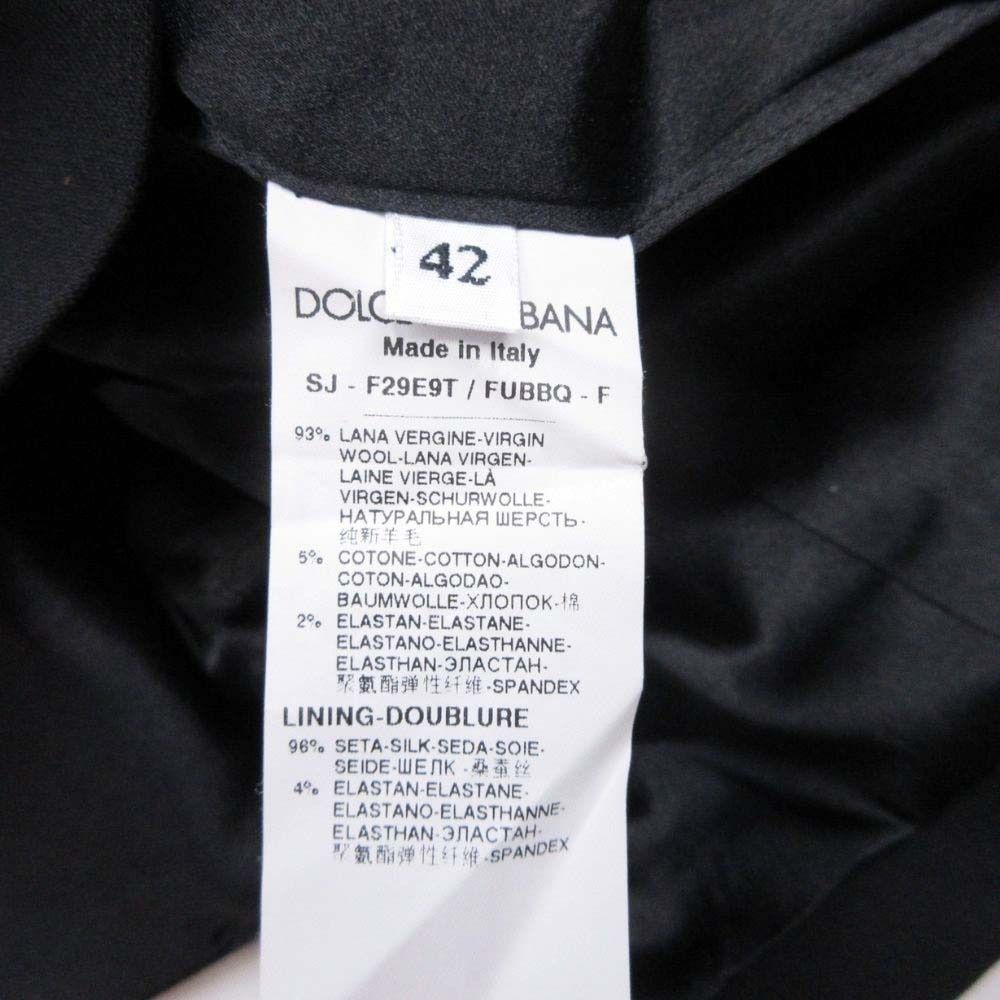 42
DOLC BANA
Made in Italy
SJ - F29E9T / FUBBQ - F
93% LANA VERGINE-VIRGIN
WOOL-LANA VIRGEN-
LAINE VIERGE-LÀ
VIRGEN-SCHURWOLLE-
НАТУРАЛЬНАЯ ШЕРСТЬ-
纯新羊毛
5% COTONE-COTTON-ALGODON-
COTON-ALGODAO-
BAUMWOLLE-ХЛОПОК-棉
2% ELASTAN-ELASTANE-
ELASTANO-ELASTHANNE-
ELASTHAN-ЭЛАСТАН-
聚氨酯弹性纤维-SPANDEX
LINING-DOUBLURE
96% SETA-SILK-SEDA-SOIE-
SEIDE-ШЕЛК -桑蚕丝
4% ELASTAN-ELASTANE-
ELASTANO-ELASTHANNE-
ELASTHAN-ЭЛАСТАН-
聚氨酯弹性纤维-SPANDEX